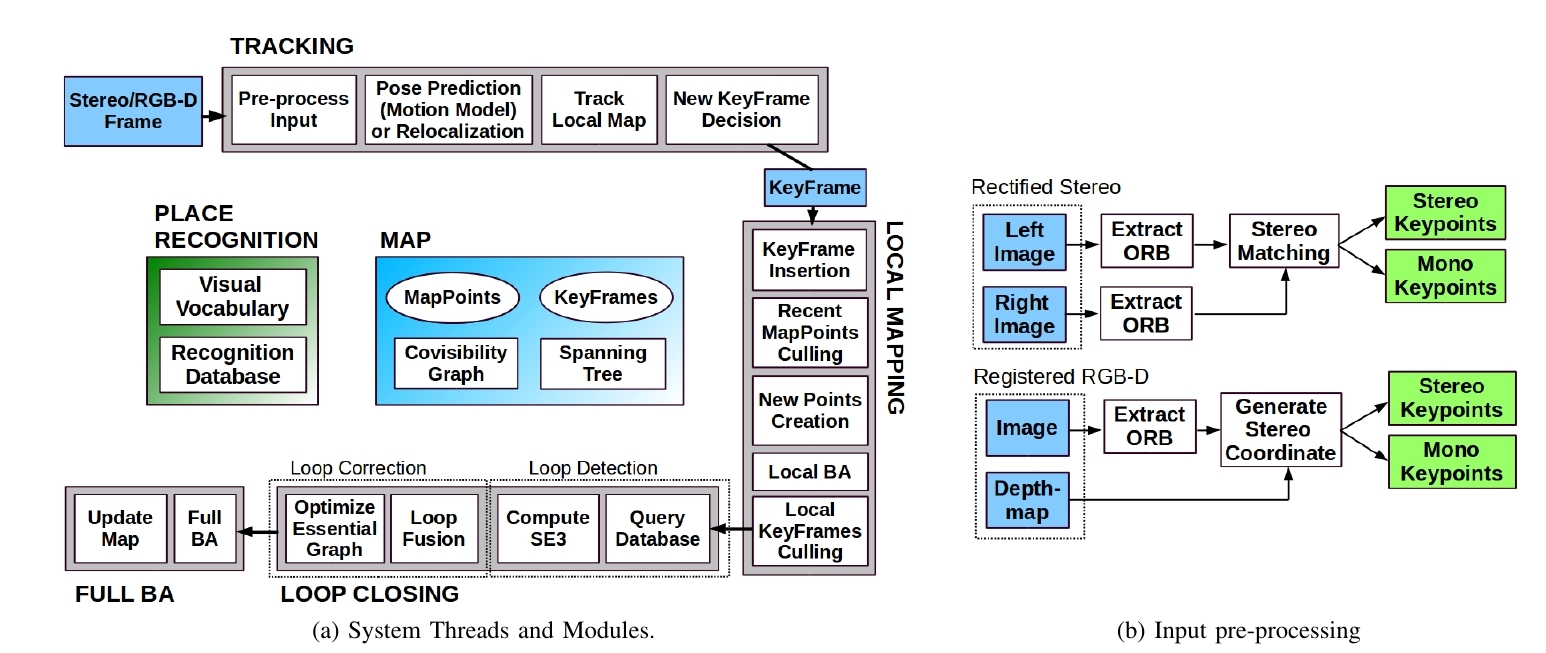 TRACKING
Stereo/RGB-D
Frame
Pre-process
Input
Pose Prediction
(Motion Model)
or Relocalization
Track
Local Map
New KeyFrame
Decision
KeyFrame
PLACE
RECOGNITION
Visual
Vocabulary
Recognition
Database
MAP
MapPoints
KeyFrames
Covisibility
Graph
Spanning
Tree
LOCAL MAPPING
KeyFrame
Insertion
Recent
MapPoints
Culling
New Points
Creation
Local BA
Local
KeyFrames
Culling
Loop Correction
Loop Detection
Optimize
Essential
Graph
Loop
Fusion
Compute
SE3
Query
Database
Update
Map
Full
BA
FULL BA
LOOP CLOSING
(a) System Threads and Modules.
Rectified Stereo
Left
Image
Extract
ORB
Stereo
Matching
Stereo
Keypoints
Mono
Keypoints
Right
Image
Extract
ORB
Registered RGB-D
Image
Extract
ORB
Generate
Stereo
Coordinate
Stereo
Keypoints
Mono
Keypoints
Depth-
map
(b) Input pre-processing